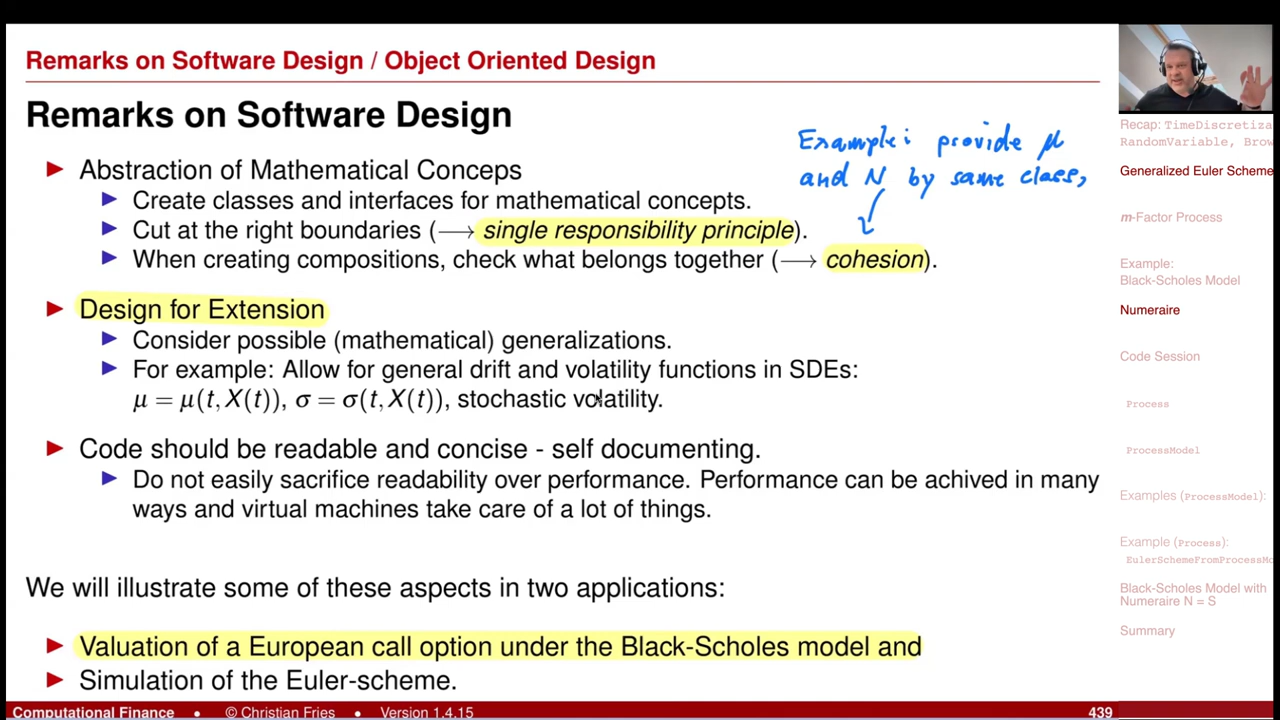 Remarks on Software Design / Object Oriented Design
Remarks on Software Design
Example: provide μ
and N by same class,
Abstraction of Mathematical Conceps
Create classes and interfaces for mathematical concepts.
Cut at the right boundaries (⟶ single responsibility principle).
When creating compositions, check what belongs together (⟶ cohesion).
Design for Extension
Consider possible (mathematical) generalizations.
For example: Allow for general drift and volatility functions in SDEs:
μ = μ(t, X(t)), σ = σ(t, X(t)), stochastic volatility.
Code should be readable and concise - self documenting.
Do not easily sacrifice readability over performance. Performance can be achived in many
ways and virtual machines take care of a lot of things.
We will illustrate some of these aspects in two applications:
Valuation of a European call option under the Black-Scholes model and
Simulation of the Euler-scheme.
Recap: TimeDiscretiza
RandomVariable, Brow
Generalized Euler Scheme
m-Factor Process
Example:
Black-Scholes Model
Numeraire
Code Session
Process
ProcessModel
Examples (ProcessModel):
Example (Process):
EulerSchemeFromProcessMo
Black-Scholes Model with
Numeraire N = S
Summary
Computational Finance • © Christian Fries • Version 1.4.15 439